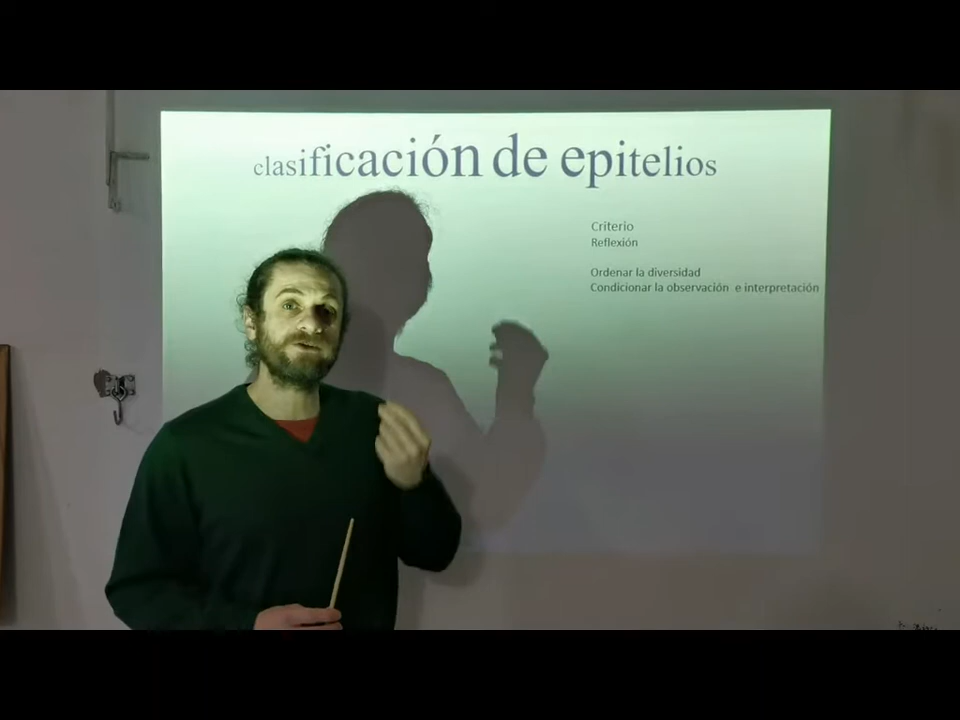 clasificación de epitelios
Criterio
Reflexión
Ordenar la diversidad
Condicionar la observación e interpretación